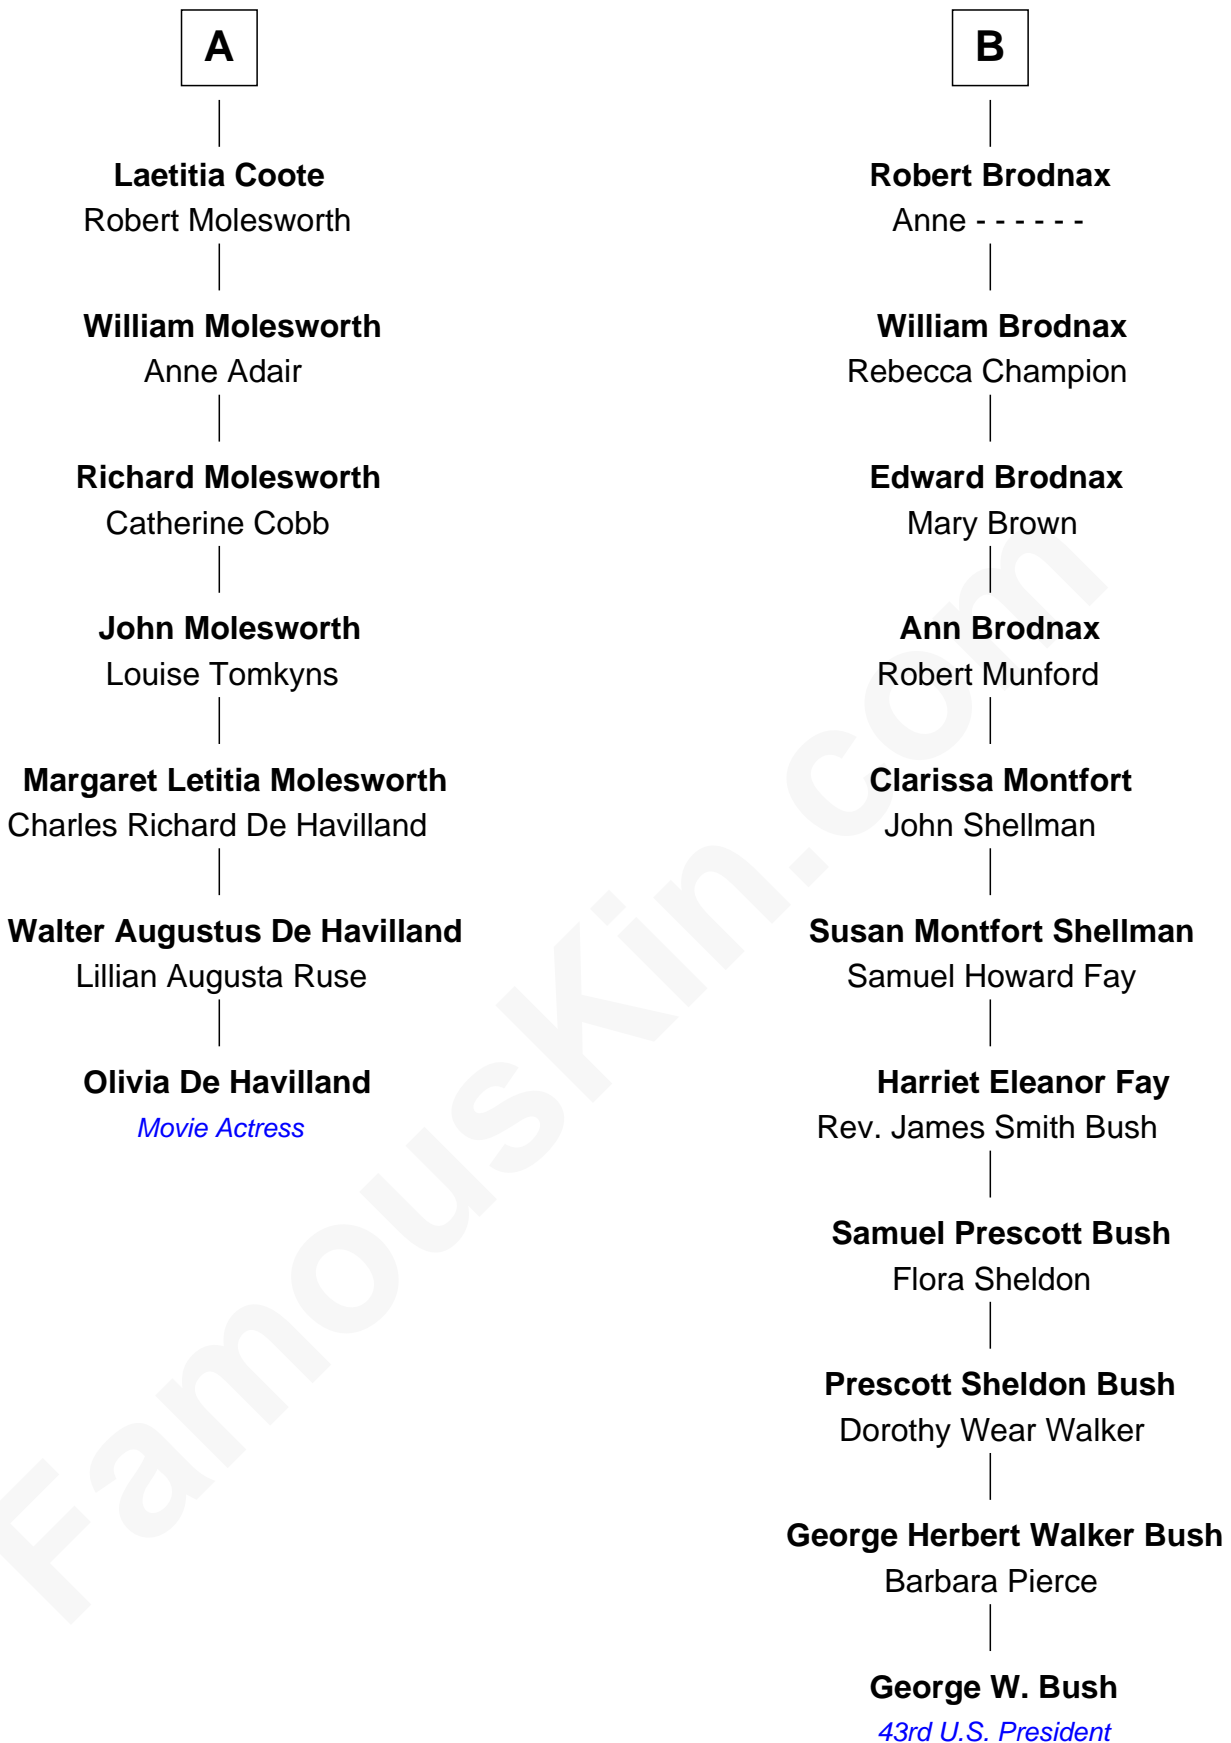 A
Laetitia Coote
Robert Molesworth
William Molesworth
Anne Adair
Richard Molesworth
Catherine Cobb
John Molesworth
Louise Tomkyns
Margaret Letitia Molesworth
Charles Richard De Havilland
Walter Augustus De Havilland
Lillian Augusta Ruse
Olivia De Havilland
Movie Actress
B
Robert Brodnax
Anne - - - - - -
William Brodnax
Rebecca Champion
Edward Brodnax
Mary Brown
Ann Brodnax
Robert Munford
Clarissa Montfort
John Shellman
Susan Montfort Shellman
Samuel Howard Fay
Harriet Eleanor Fay
Rev. James Smith Bush
Samuel Prescott Bush
Flora Sheldon
Prescott Sheldon Bush
Dorothy Wear Walker
George Herbert Walker Bush
Barbara Pierce
George W. Bush
43rd U.S. President
FamousKin.com